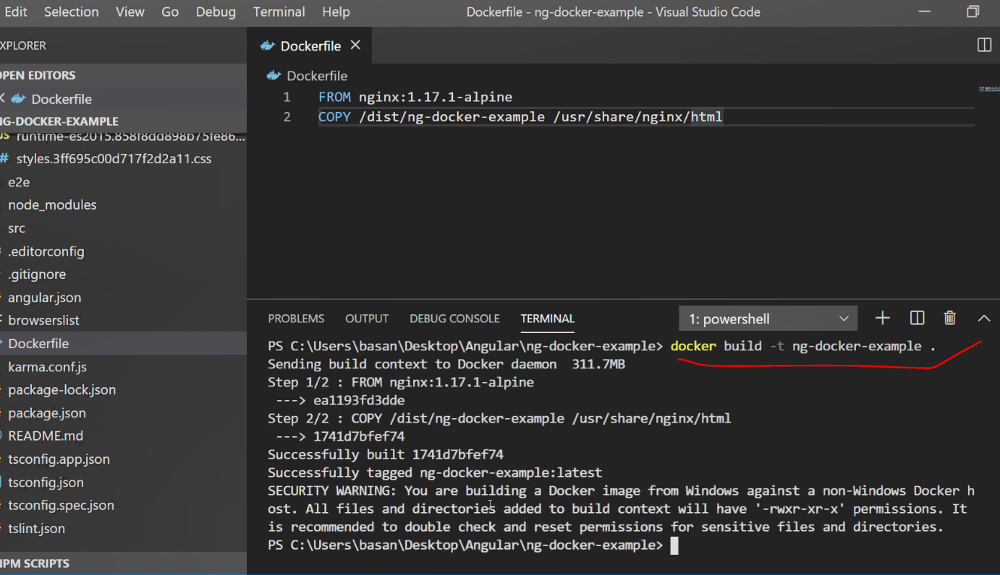 Edit Selection View Go Debug Terminal Help Dockerfile - ng-docker-example - Visual Studio Code
XPLORER
OPEN EDITORS
Dockerfile
NG-DOCKER-EXAMPLE
JS runtime-es2015.858f8dd898b75fe86...
# styles.3ff695c00d717f2d2a11.css
e2e
node_modules
src
.editorconfig
.gitignore
angular.json
browserslist
Dockerfile
karma.conf.js
package-lock.json
package.json
README.md
tsconfig.app.json
tsconfig.json
tsconfig.spec.json
tslint.json
NPM SCRIPTS
Dockerfile
Dockerfile
1 FROM nginx:1.17.1-alpine
2 COPY /dist/ng-docker-example /usr/share/nginx/html
PROBLEMS OUTPUT DEBUG CONSOLE TERMINAL 1: powershell
PS C:\Users\basan\Desktop\Angular\ng-docker-example> docker build -t ng-docker-example .
Sending build context to Docker daemon 311.7MB
Step 1/2 : FROM nginx:1.17.1-alpine
---> ea1193fd3dde
Step 2/2 : COPY /dist/ng-docker-example /usr/share/nginx/html
---> 1741d7bfef74
Successfully built 1741d7bfef74
Successfully tagged ng-docker-example:latest
SECURITY WARNING: You are building a Docker image from Windows against a non-Windows Docker h
ost. All files and directories added to build context will have '-rwxr-xr-x' permissions. It
is recommended to double check and reset permissions for sensitive files and directories.
PS C:\Users\basan\Desktop\Angular\ng-docker-example>